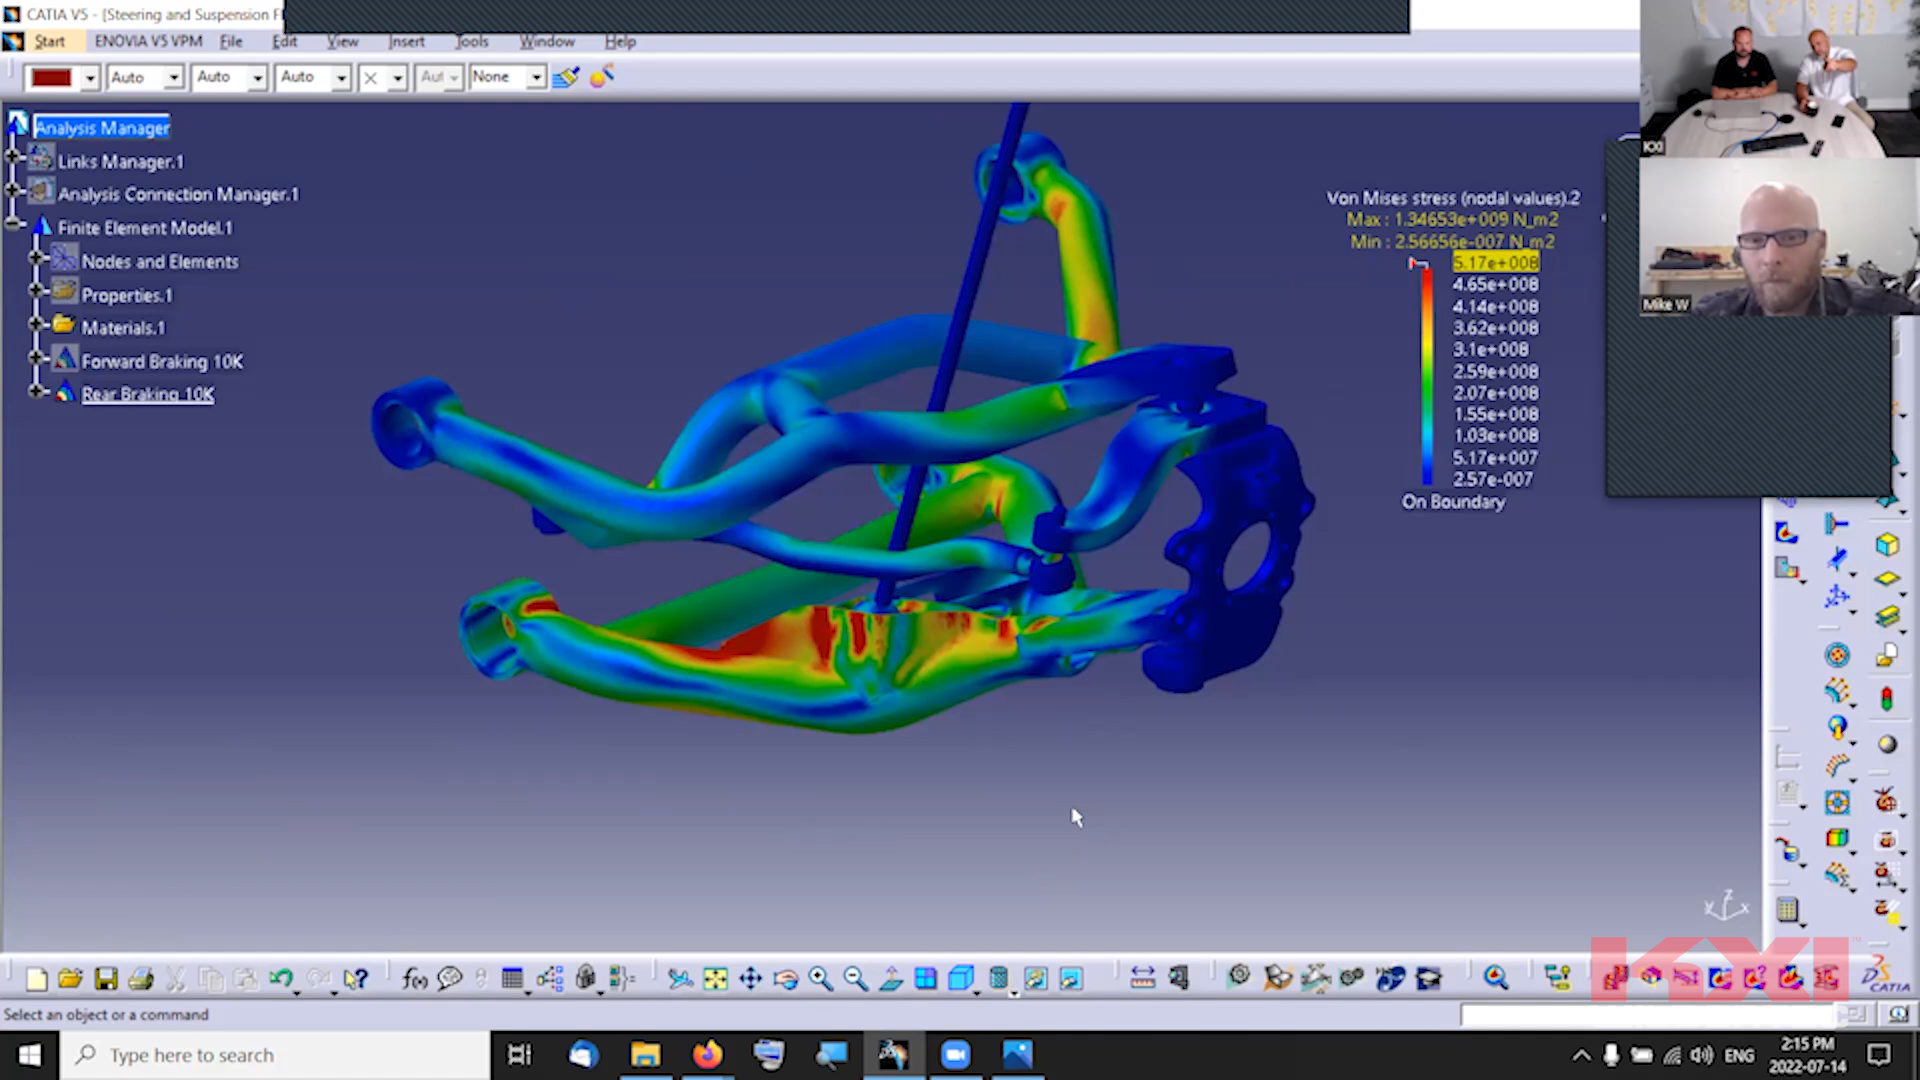 CATIA V5 - [Steering and Suspension F
Start ENOVIA V5 VPM File Edit View Insert Tools Window Help
Auto Auto Auto Aut None
Analysis Manager
Links Manager.1
Analysis Connection Manager.1
Finite Element Model.1
Nodes and Elements
Properties.1
Materials.1
Forward Braking 10K
Rear Braking 10K
Von Mises stress (nodal values).2
Max : 1.34653e+009 N_m2
Min : 2.56656e-007 N_m2
5.17e+008
4.65e+008
4.14e+008
3.62e+008
3.1e+008
2.59e+008
2.07e+008
1.55e+008
1.03e+008
5.17e+007
2.57e-007
On Boundary
KXI
Mike W
z
y x
KXI
CATIA
Select an object or a command
Type here to search
ENG
2:15 PM
2022-07-14